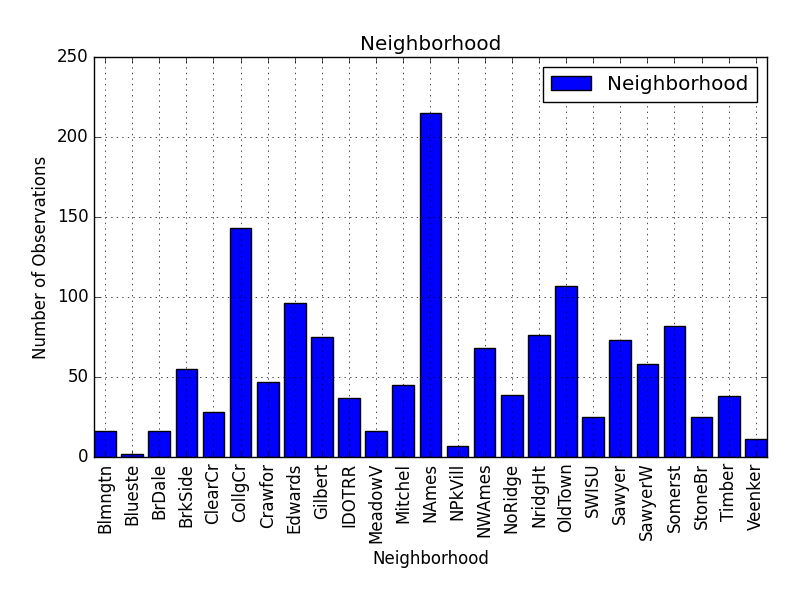 Neighborhood
Neighborhood
Number of Observations
250
200
150
100
50
0
Blmngtn
Blueste
BrDale
BrkSide
ClearCr
CollgCr
Crawfor
Edwards
Gilbert
IDOTRR
MeadowV
Mitchel
NAmes
NPkVill
NWAmes
NoRidge
NridgHt
OldTown
SWISU
Sawyer
SawyerW
Somerst
StoneBr
Timber
Veenker
Neighborhood